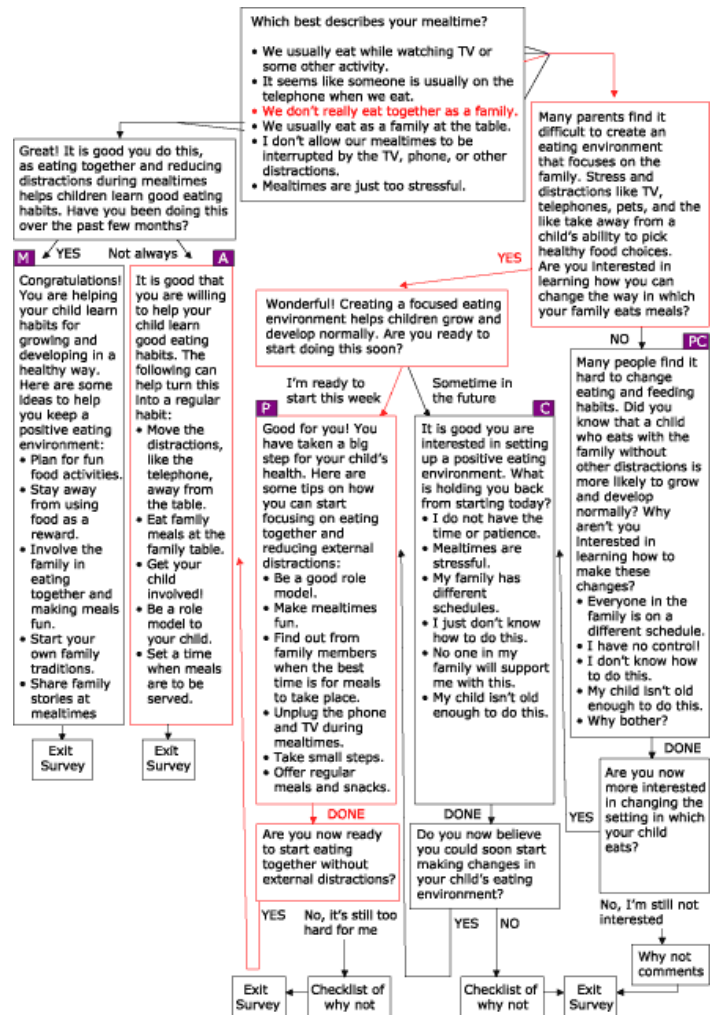 Which best describes your mealtime?
• We usually eat while watching TV or
some other activity.
• It seems like someone is usually on the
telephone when we eat.
• We don't really eat together as a family.
• We usually eat as a family at the table.
• I don't allow our mealtimes to be
interrupted by the TV, phone, or other
distractions.
• Mealtimes are just too stressful.
Great! It is good you do this,
as eating together and reducing
distractions during mealtimes
helps children learn good eating
habits. Have you been doing this
over the past few months?
Many parents find it
difficult to create an
eating environment
that focuses on the
family. Stress and
distractions like TV,
telephones, pets, and the
like take away from a
child's ability to pick
healthy food choices.
Are you interested in
learning how you can
change the way in which
your family eats meals?
M
YES
Not always
A
YES
NO
PC
Congratulations!
You are helping
your child learn
habits for
growing and
developing in a
healthy way.
Here are some
ideas to help
you keep a
positive eating
environment:
• Plan for fun
food activities.
• Stay away
from using
food as a
reward.
• Involve the
family in
eating
together and
making meals
fun.
• Start your
own family
traditions.
• Share family
stories at
mealtimes
Exit
Survey
It is good that
you are willing
to help your
child learn
good eating
habits. The
following can
help turn this
into a regular
habit:
• Move the
distractions,
like the
telephone,
away from
the table.
• Eat family
meals at the
family table.
• Get your
child
involved!
• Be a role
model to
your child.
• Set a time
when meals
are to be
served.
Exit
Survey
Wonderful! Creating a focused eating
environment helps children grow and
develop normally. Are you ready to
start doing this soon?
I'm ready to
start this week
Sometime in
the future
P
C
Good for you! You
have taken a big
step for your child's
health. Here are
some tips on how
you can start
focusing on eating
together and
reducing external
distractions:
• Be a good role
model.
• Make mealtimes
fun.
• Find out from
family members
when the best
time is for meals
to take place.
• Unplug the phone
and TV during
mealtimes.
• Take small steps.
• Offer regular
meals and snacks.
DONE
Are you now ready
to start eating
together without
external distractions?
YES
No, it's still too
hard for me
Exit
Survey
Checklist of
why not
It is good you are
interested in setting
up a positive eating
environment. What
is holding you back
from starting today?
• I do not have the
time or patience.
• Mealtimes are
stressful.
• My family has
different
schedules.
• I just don't know
how to do this.
• No one in my
family will support
me with this.
• My child isn't old
enough to do this.
DONE
Do you now believe
you could soon start
making changes in
your child's eating
environment?
YES
NO
Checklist of
why not
Exit
Survey
Many people find it
hard to change
eating and feeding
habits. Did you
know that a child
who eats with the
family without
other distractions is
more likely to grow
and develop
normally? Why
aren't you
interested in
learning how to
make these
changes?
• Everyone in the
family is on a
different schedule.
• I have no control!
• I don't know how
to do this.
• My child isn't old
enough to do this.
• Why bother?
DONE
Are you now
more interested
in changing the
setting in which
your child
eats?
YES
No, I'm still not
interested
Why not
comments